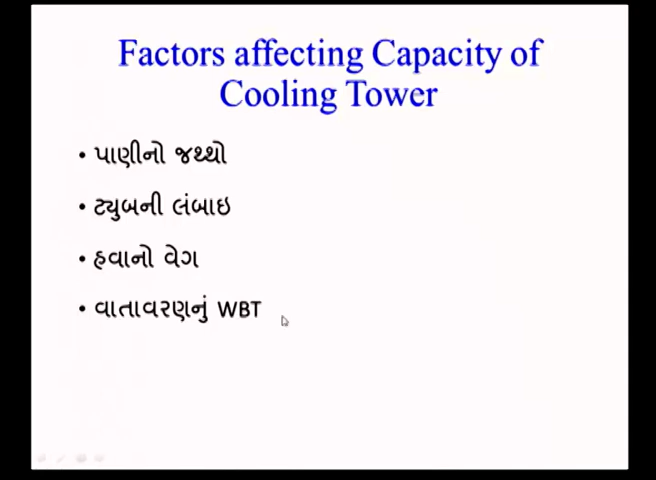 Factors affecting Capacity of
Cooling Tower
• પાણીનો જથ્થો
• ટ્યુબની લંબાઇ
• હવાનો વેગ
• વાતાવરણનું WBT